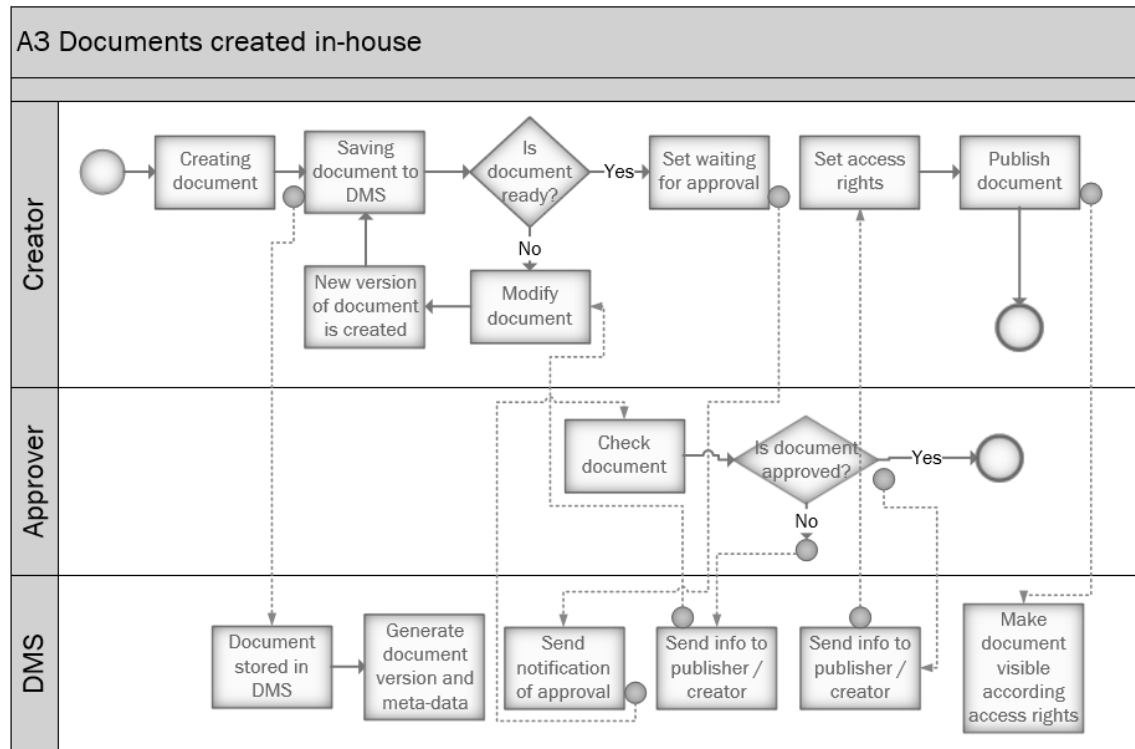 A3 Documents created in-house
Creator
Creating
document
Saving
document to
DMS
Is
document
ready?
Yes
No
Set waiting
for approval
Set access
rights
Publish
document
New version
of document
is created
Modify
document
Approver
Check
document
Is document
approved?
Yes
No
DMS
Document
stored in
DMS
Generate
document
version and
meta-data
Send
notification
of approval
Send info to
publisher /
creator
Send info to
publisher /
creator
Make
document
visible
according
access rights